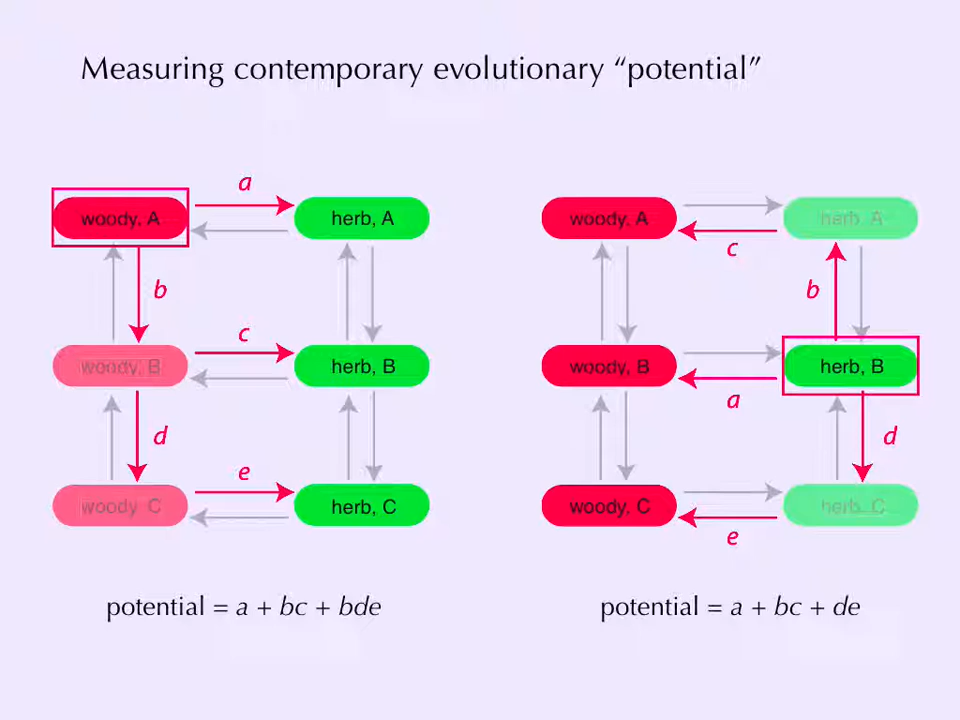 Measuring contemporary evolutionary “potential”
a
woody, A
herb, A
b
c
woody, B
herb, B
d
e
woody C
herb, C
potential = a + bc + bde
woody, A
herb, A
c
b
woody, B
herb, B
a
d
woody, C
herb, C
e
potential = a + bc + de